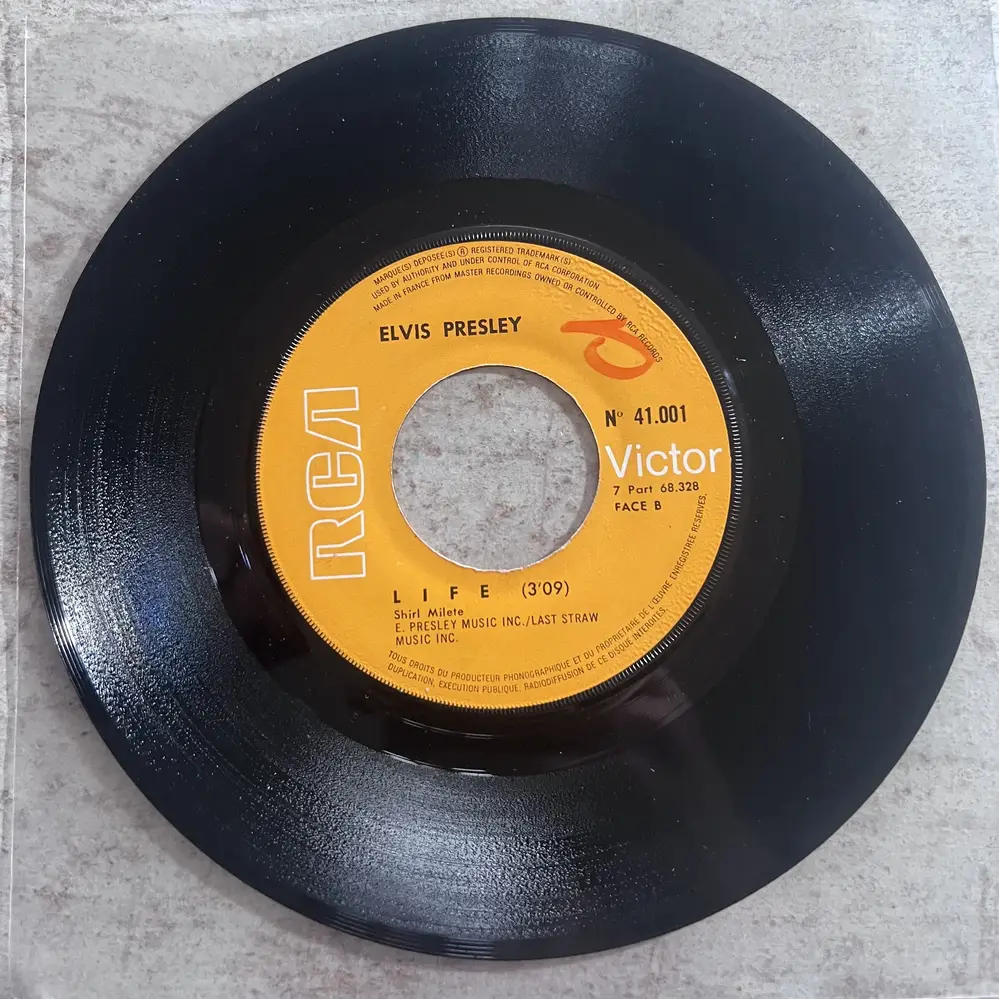 MARQUE(S) DEPOSEE(S) Ⓡ REGISTERED TRADEMARK(S)
USED BY AUTHORITY AND UNDER CONTROL OF RCA CORPORATION
MADE IN FRANCE FROM MASTER RECORDINGS OWNED OR CONTROLLED BY RCA RECORDS
ELVIS PRESLEY
RCA
N° 41.001
Victor
7 Part 68.328
FACE B
LIFE (3'09)
Shirl Milete
E. PRESLEY MUSIC INC./LAST STRAW
MUSIC INC.
TOUS DROITS DU PRODUCTEUR PHONOGRAPHIQUE ET DU PROPRIETAIRE DE L'ŒUVRE ENREGISTREE RESERVES.
DUPLICATION, EXECUTION PUBLIQUE, RADIODIFFUSION DE CE DISQUE INTERDITES.